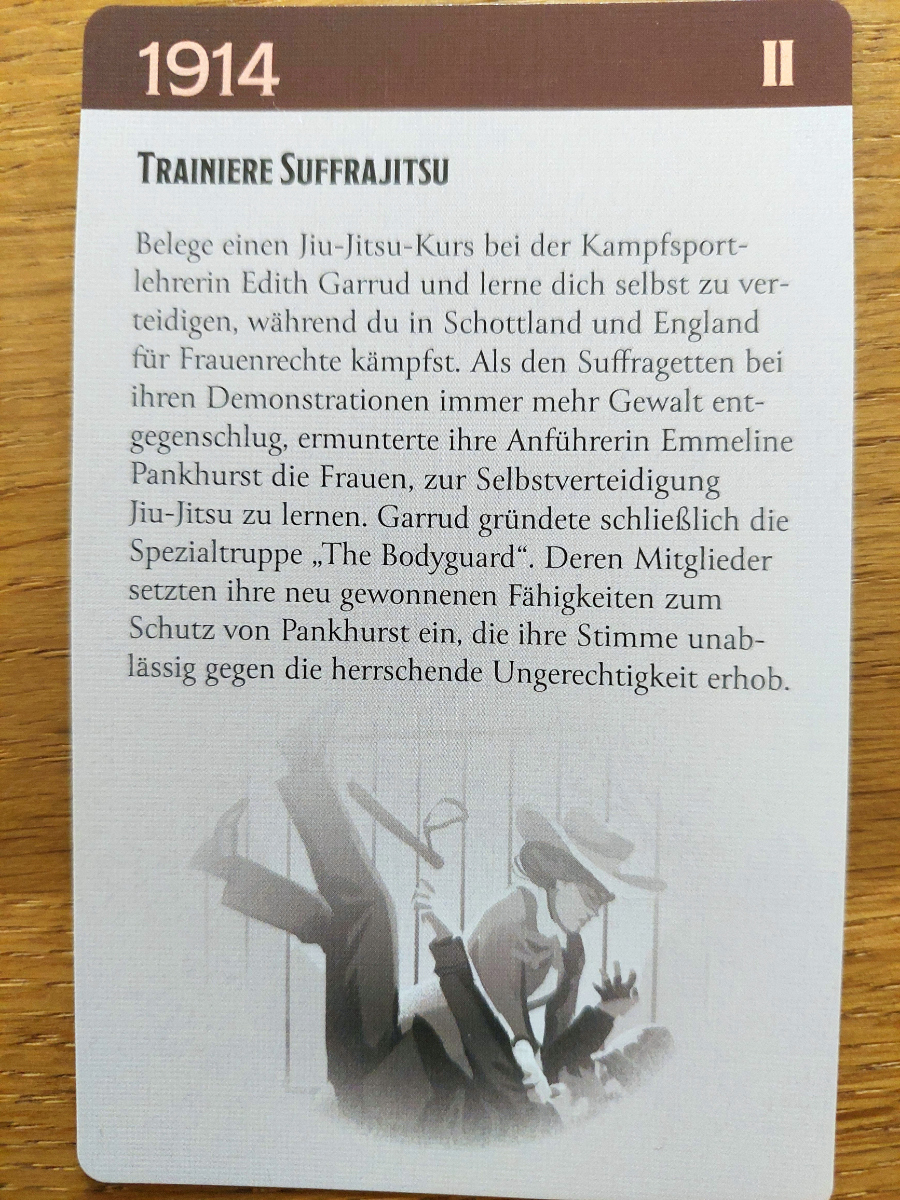 1914
II
Trainiere Suffrajitsu
Belege einen Jiu-Jitsu-Kurs bei der Kampfsport-
lehrerin Edith Garrud und lerne dich selbst zu ver-
teidigen, während du in Schottland und England
für Frauenrechte kämpfst. Als den Suffragetten bei
ihren Demonstrationen immer mehr Gewalt ent-
gegenschlug, ermunterte ihre Anführerin Emmeline
Pankhurst die Frauen, zur Selbstverteidigung
Jiu-Jitsu zu lernen. Garrud gründete schließlich die
Spezialtruppe „The Bodyguard“. Deren Mitglieder
setzten ihre neu gewonnenen Fähigkeiten zum
Schutz von Pankhurst ein, die ihre Stimme unab-
lässig gegen die herrschende Ungerechtigkeit erhob.